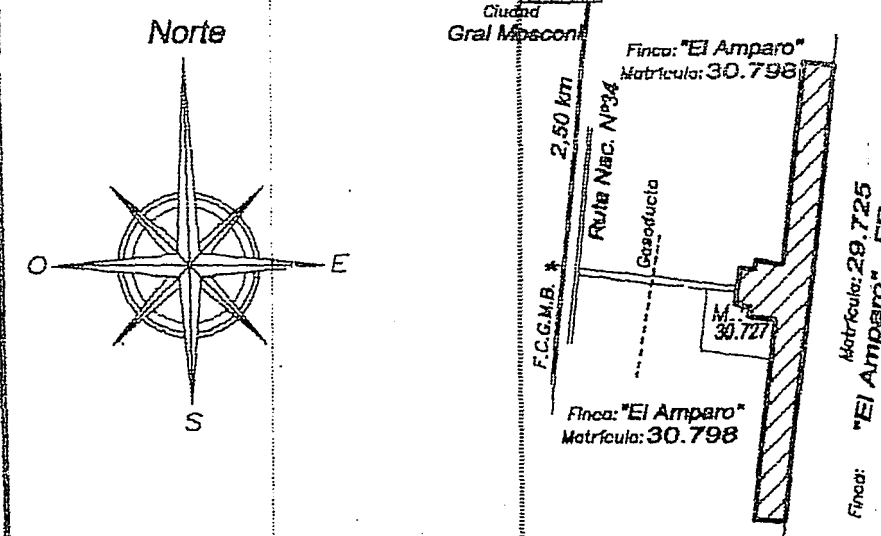 Norte
O
E
S
Ciudad
Gral Mosconi
2,50 km
Ruta Nac. Nº34
F.C.G.M.B.
Gasoducto
Finca: "El Amparo"
Matrícula: 30.798
M...
30.727
Finca: "El Amparo"
Matrícula: 30.798
Matrícula: 29.725
Finca: "El Amparo"